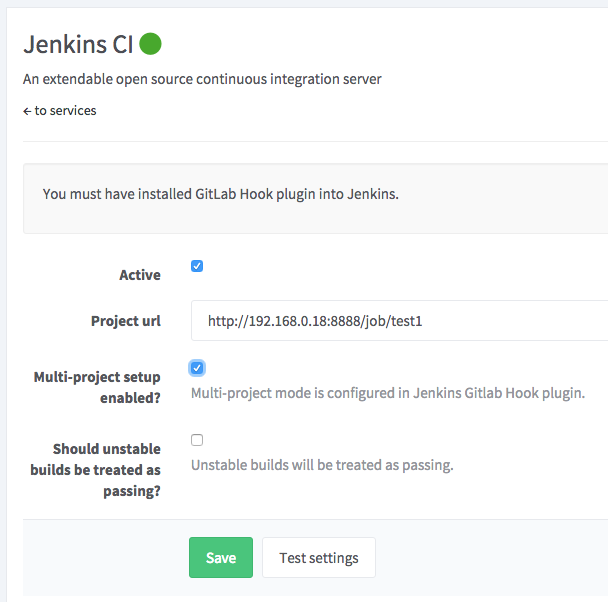 Jenkins CI
An extendable open source continuous integration server
← to services
You must have installed GitLab Hook plugin into Jenkins.
Active
Project url
http://192.168.0.18:8888/job/test1
Multi-project setup
enabled?
Multi-project mode is configured in Jenkins Gitlab Hook plugin.
Should unstable
builds be treated as
passing?
Unstable builds will be treated as passing.
Save
Test settings